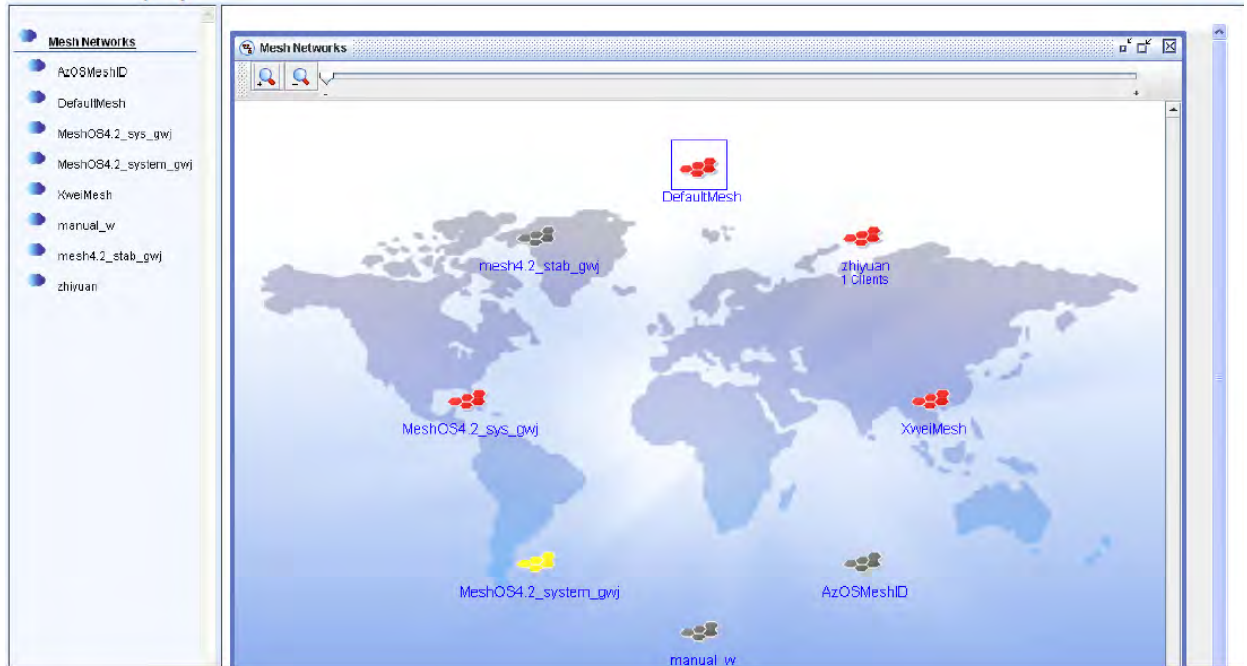 Mesh Networks
AzOSMeshID
DefaultMesh
MeshOS4.2_sys_gwj
MeshOS4.2_system_gwj
XweiMesh
manual_w
mesh4.2_stab_gwj
zhiyuan
Mesh Networks
- +
DefaultMesh
mesh4.2_stab_gwj
zhiyuan
1 Clients
MeshOS4.2_sys_gwj
XweiMesh
MeshOS4.2_system_gwj
AzOSMeshID
manual_w